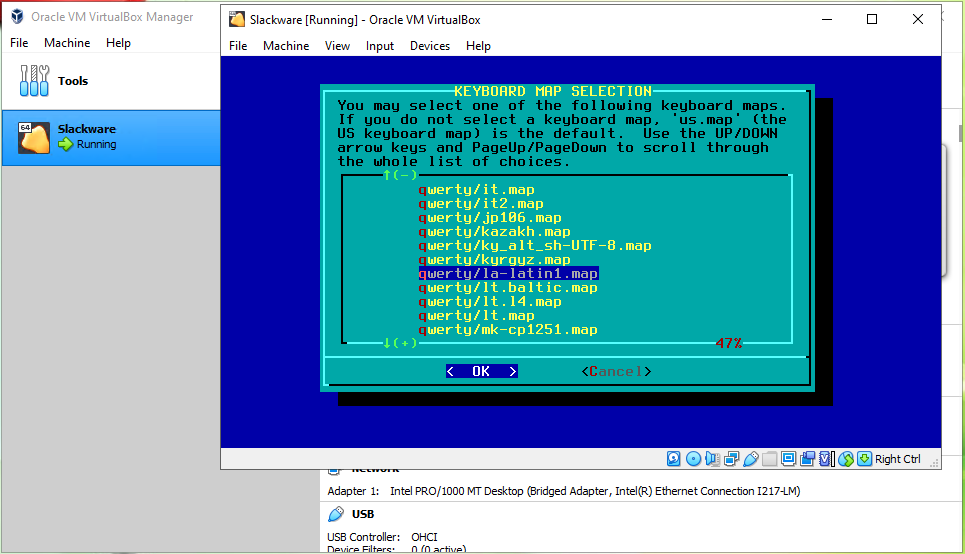 Oracle VM VirtualBox Manager
File Machine Help
Tools
64
Slackware
Running
Slackware [Running] - Oracle VM VirtualBox
File Machine View Input Devices Help
KEYBOARD MAP SELECTION
You may select one of the following keyboard maps.
If you do not select a keyboard map, 'us.map' (the
US keyboard map) is the default. Use the UP/DOWN
arrow keys and PageUp/PageDown to scroll through
the whole list of choices.
↑(-)
qwerty/it.map
qwerty/it2.map
qwerty/jp106.map
qwerty/kazakh.map
qwerty/ky_alt_sh-UTF-8.map
qwerty/kyrgyz.map
qwerty/la-latin1.map
qwerty/lt.baltic.map
qwerty/lt.l4.map
qwerty/lt.map
qwerty/mk-cp1251.map
↓(+) 47%
< OK > <Cancel>
Right Ctrl
Network
Adapter 1: Intel PRO/1000 MT Desktop (Bridged Adapter, Intel(R) Ethernet Connection I217-LM)
USB
USB Controller: OHCI
Device Filters: 0 (0 active)